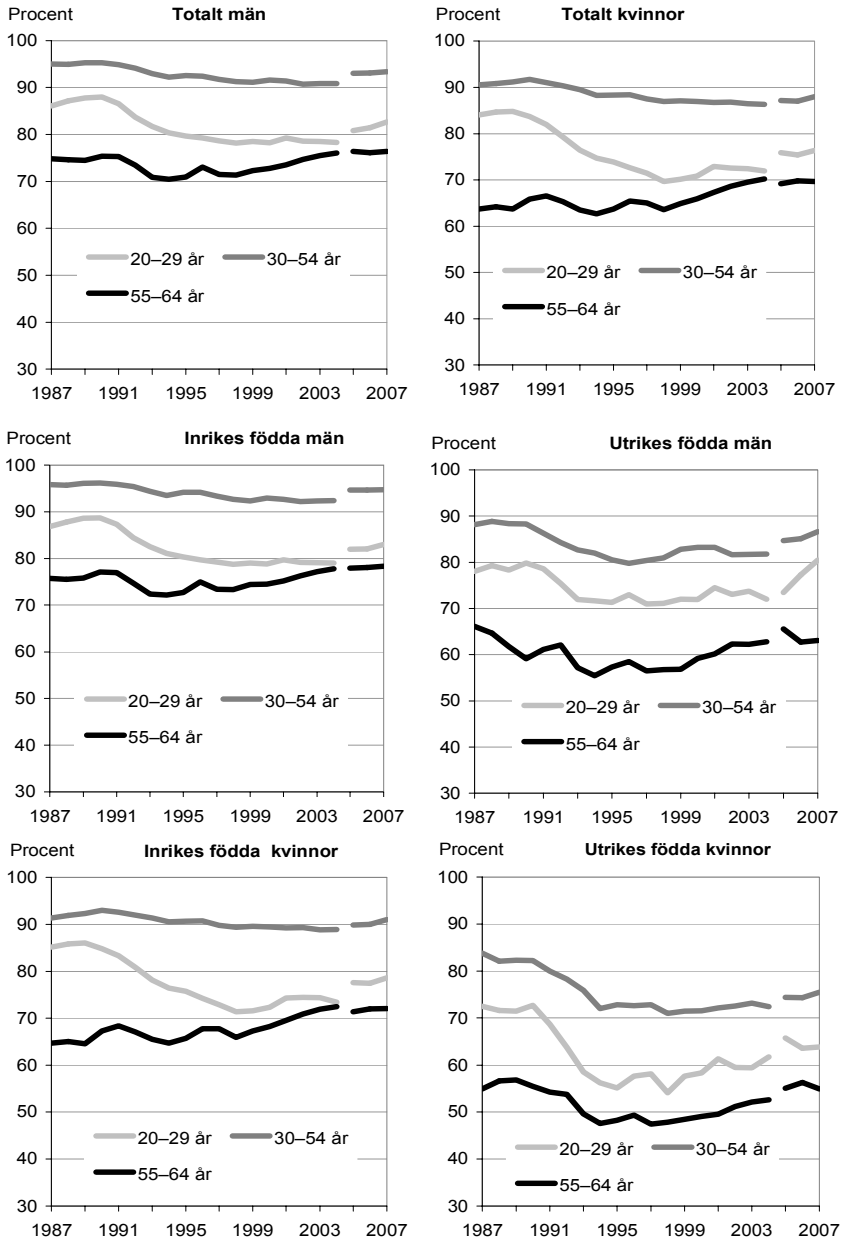 Procent Totalt män
100
90
80
70
60
50
40
30
20–29 år 30–54 år
55–64 år
1987 1991 1995 1999 2003 2007
Procent Totalt kvinnor
100
90
80
70
60
50
40
30
20–29 år 30–54 år
55–64 år
1987 1991 1995 1999 2003 2007
Procent Inrikes födda män
100
90
80
70
60
50
40
30
20–29 år 30–54 år
55–64 år
1987 1991 1995 1999 2003 2007
Procent Utrikes födda män
100
90
80
70
60
50
40
30
20–29 år 30–54 år
55–64 år
1987 1991 1995 1999 2003 2007
Procent Inrikes födda kvinnor
100
90
80
70
60
50
40
30
20–29 år 30–54 år
55–64 år
1987 1991 1995 1999 2003 2007
Procent Utrikes födda kvinnor
100
90
80
70
60
50
40
30
20–29 år 30–54 år
55–64 år
1987 1991 1995 1999 2003 2007